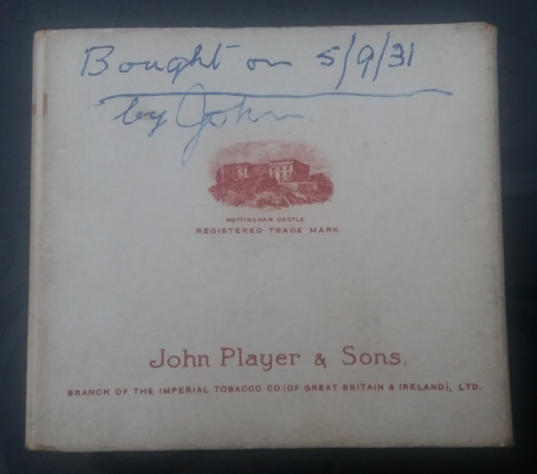 Bought on 5/9/31
by John
NOTTINGHAM CASTLE
REGISTERED TRADE MARK.
John Player & Sons,
BRANCH OF THE IMPERIAL TOBACCO CO.(OF GREAT BRITAIN & IRELAND), LTD.